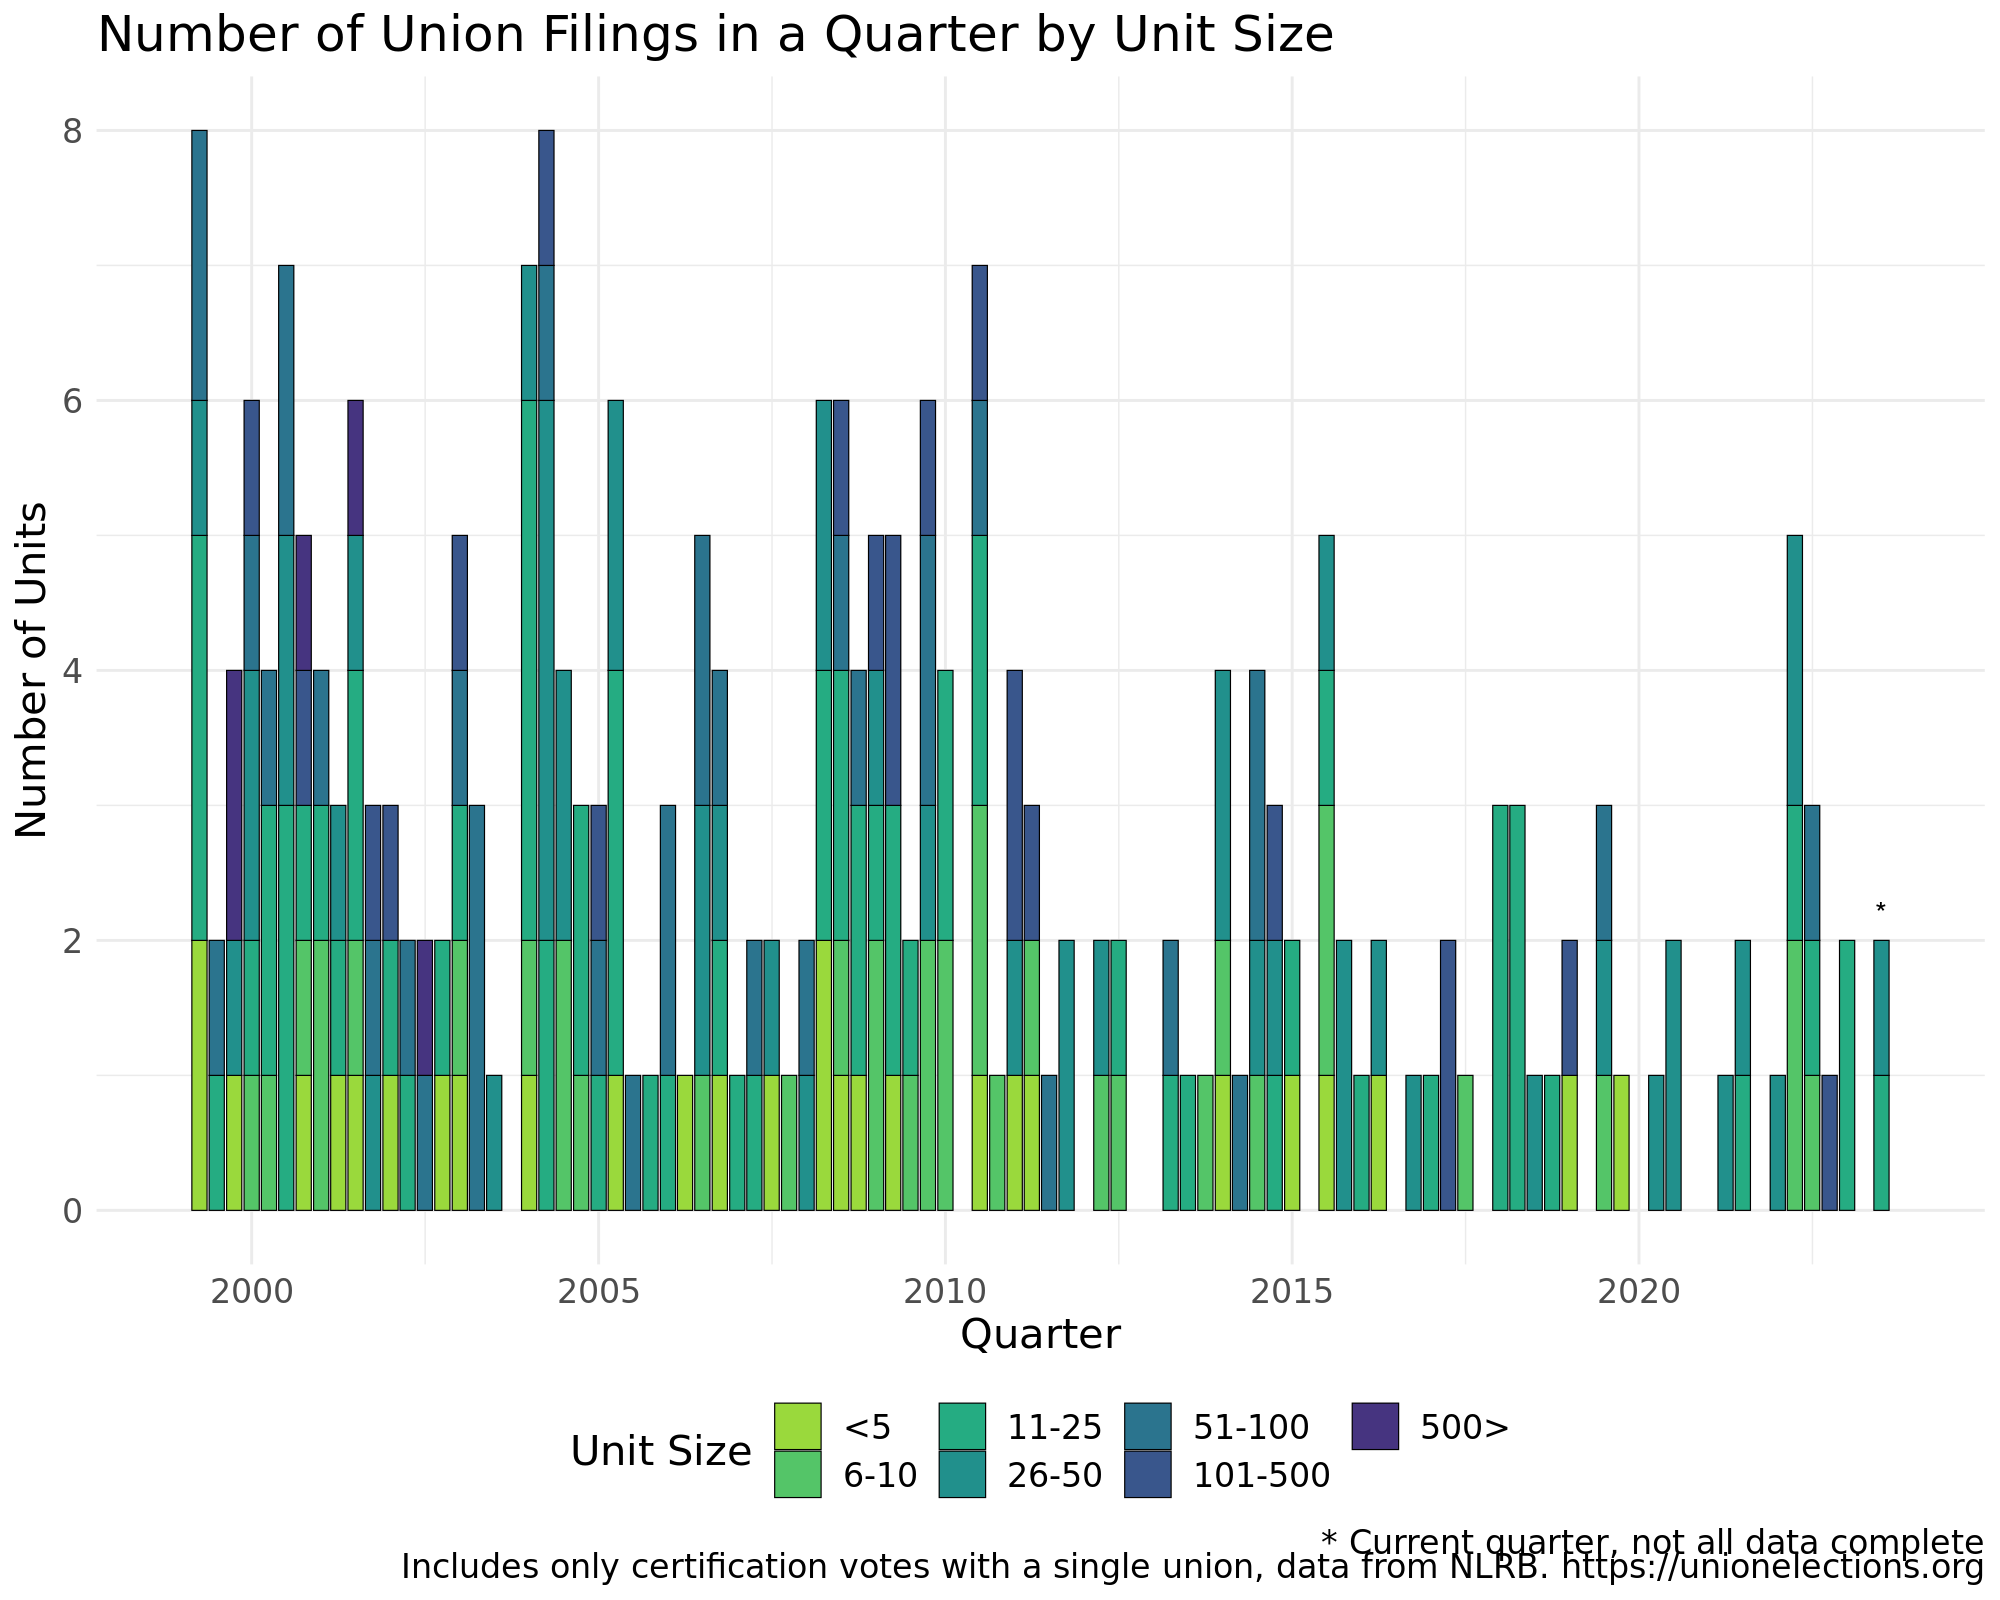 Number of Union Filings in a Quarter by Unit Size
Number of Units
8
6
4
2
0
*
2000 2005 2010 2015 2020
Quarter
Unit Size
<5 11-25 51-100 500>
6-10 26-50 101-500
* Current quarter, not all data complete
Includes only certification votes with a single union, data from NLRB. https://unionelections.org